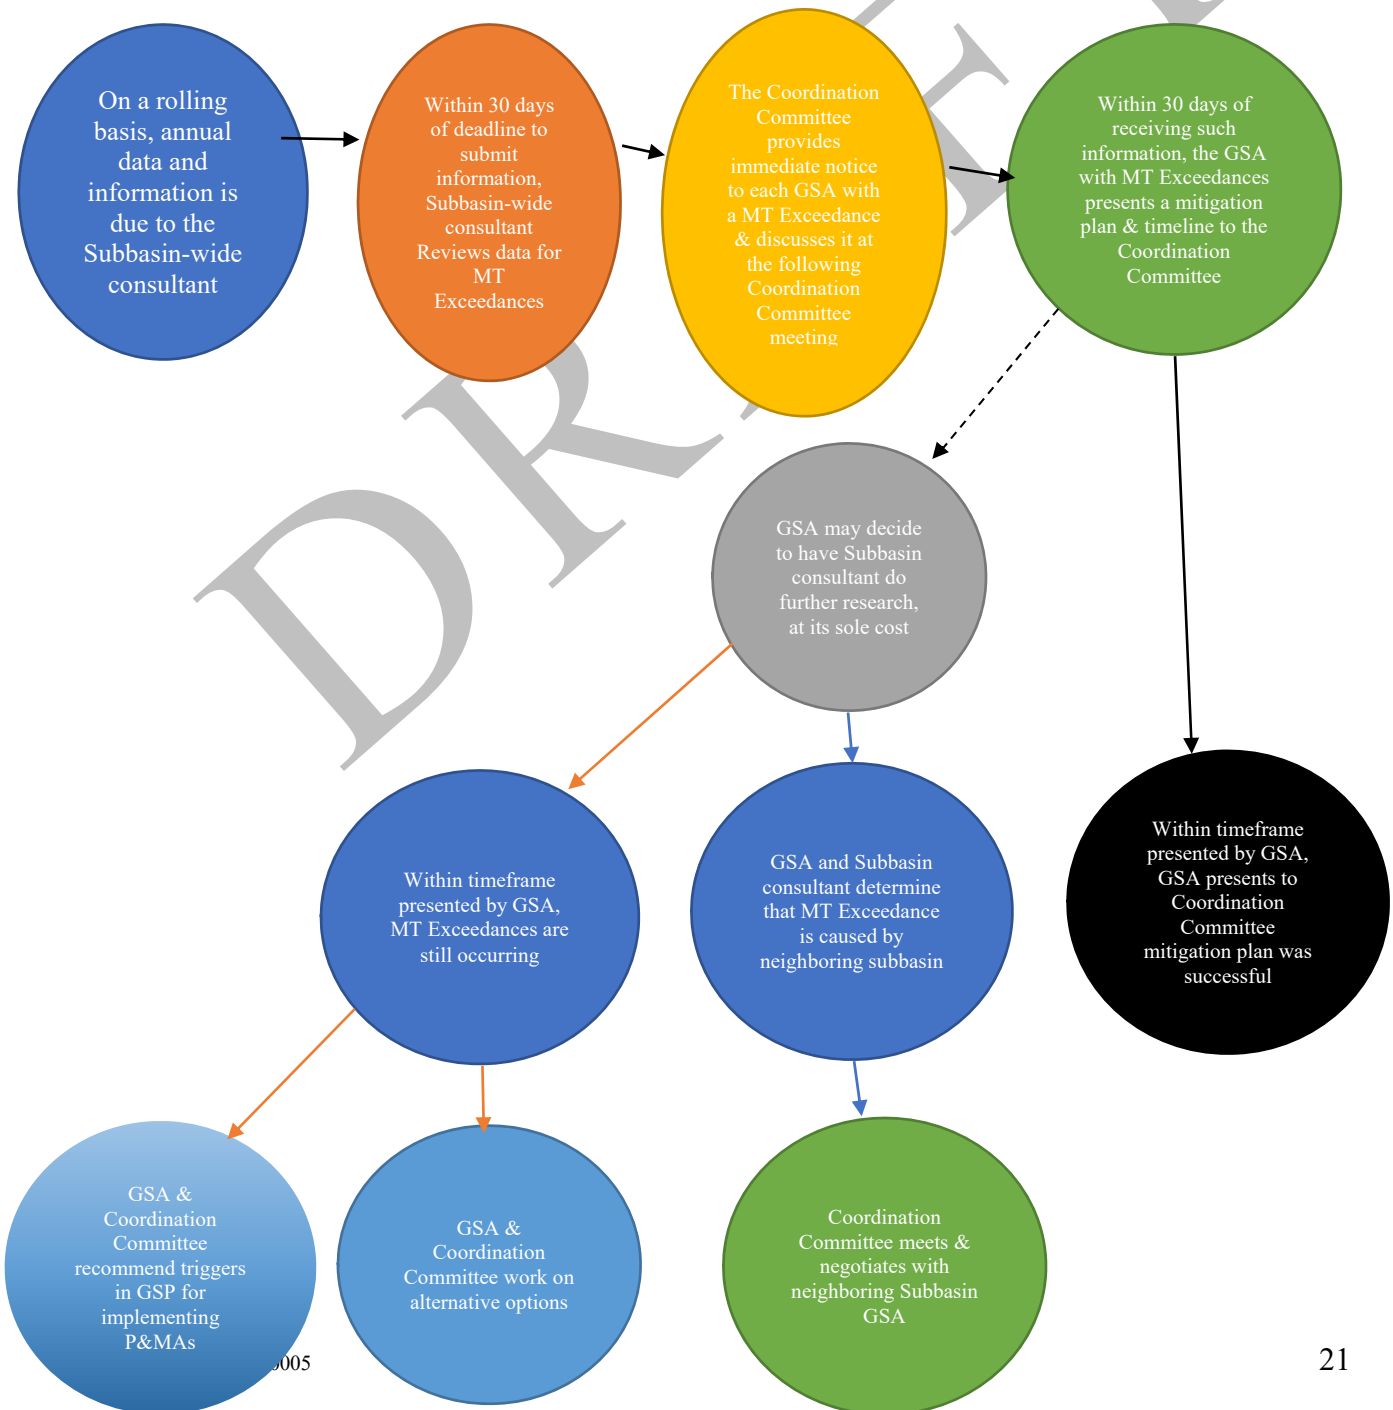 On a rolling
basis, annual
data and
information is
due to the
Subbasin-wide
consultant
Within 30 days
of deadline to
submit
information,
Subbasin-wide
consultant
Reviews data for
MT
Exceedances
The Coordination
Committee
provides
immediate notice
to each GSA with
a MT Exceedance
& discusses it at
the following
Coordination
Committee
meeting
Within 30 days of
receiving such
information, the GSA
with MT Exceedances
presents a mitigation
plan & timeline to the
Coordination
Committee
GSA may decide
to have Subbasin
consultant do
further research,
at its sole cost
Within timeframe
presented by GSA,
MT Exceedances are
still occurring
GSA and Subbasin
consultant determine
that MT Exceedance
is caused by
neighboring subbasin
Within timeframe
presented by GSA,
GSA presents to
Coordination
Committee
mitigation plan was
successful
GSA &
Coordination
Committee
recommend triggers
in GSP for
implementing
P&MAs
GSA &
Coordination
Committee work on
alternative options
Coordination
Committee meets &
negotiates with
neighboring Subbasin
GSA
005
21